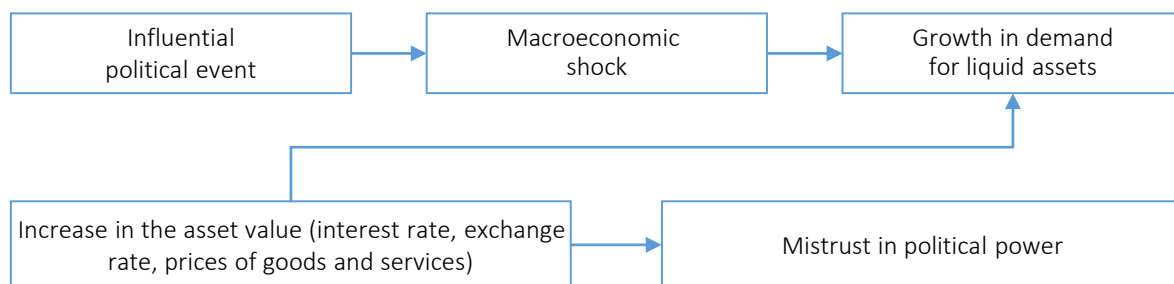 Influential
political event
Macroeconomic
shock
Growth in demand
for liquid assets
Increase in the asset value (interest rate, exchange
rate, prices of goods and services)
Mistrust in political power